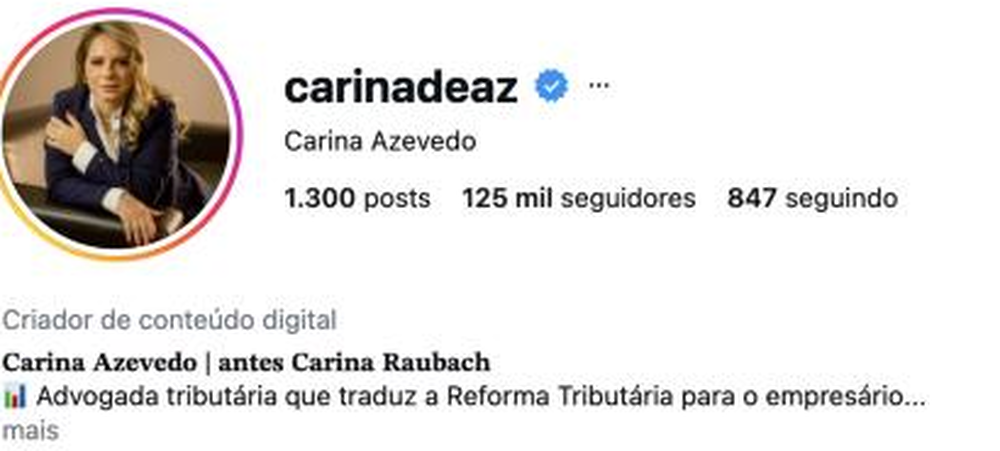 carinadeaz ...
Carina Azevedo
1.300 posts 125 mil seguidores 847 seguindo
Criador de conteúdo digital
Carina Azevedo | antes Carina Raubach
📊 Advogada tributária que traduz a Reforma Tributária para o empresário...
mais